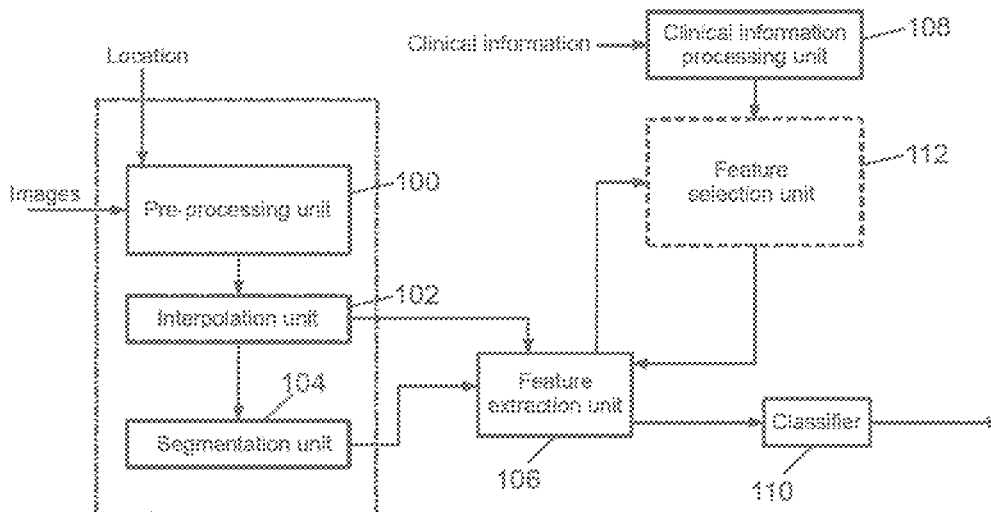 Location
Images
Pre-processing unit
100
Interpolation unit
102
104
Segmentation unit
Clinical information
Clinical information
processing unit
108
Feature
selection unit
112
Feature
extraction unit
106
Classifier
110